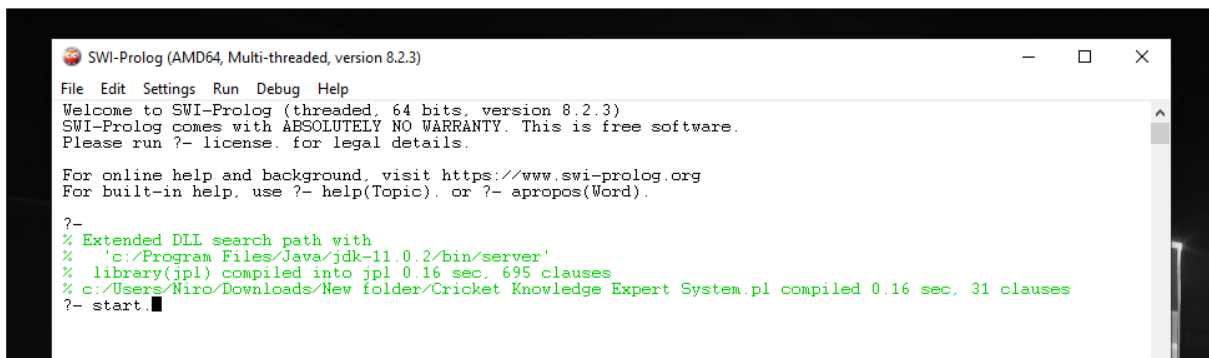 SWI-Prolog (AMD64, Multi-threaded, version 8.2.3)
File Edit Settings Run Debug Help
Welcome to SWI-Prolog (threaded, 64 bits, version 8.2.3)
SWI-Prolog comes with ABSOLUTELY NO WARRANTY. This is free software.
Please run ?- license. for legal details.
For online help and background, visit https://www.swi-prolog.org
For built-in help, use ?- help(Topic). or ?- apropos(Word).
?-
% Extended DLL search path with
%   'c:/Program Files/Java/jdk-11.0.2/bin/server'
%  library(jpl) compiled into jpl 0.16 sec, 695 clauses
% c:/Users/Niro/Downloads/New folder/Cricket Knowledge Expert System.pl compiled 0.16 sec, 31 clauses
?- start.